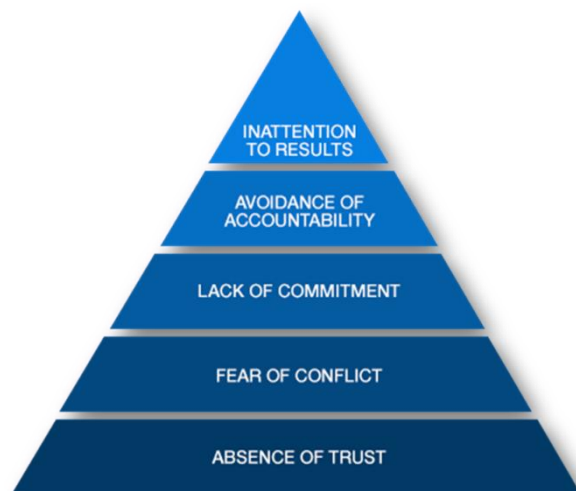 INATTENTION
TO RESULTS
AVOIDANCE OF
ACCOUNTABILITY
LACK OF COMMITMENT
FEAR OF CONFLICT
ABSENCE OF TRUST